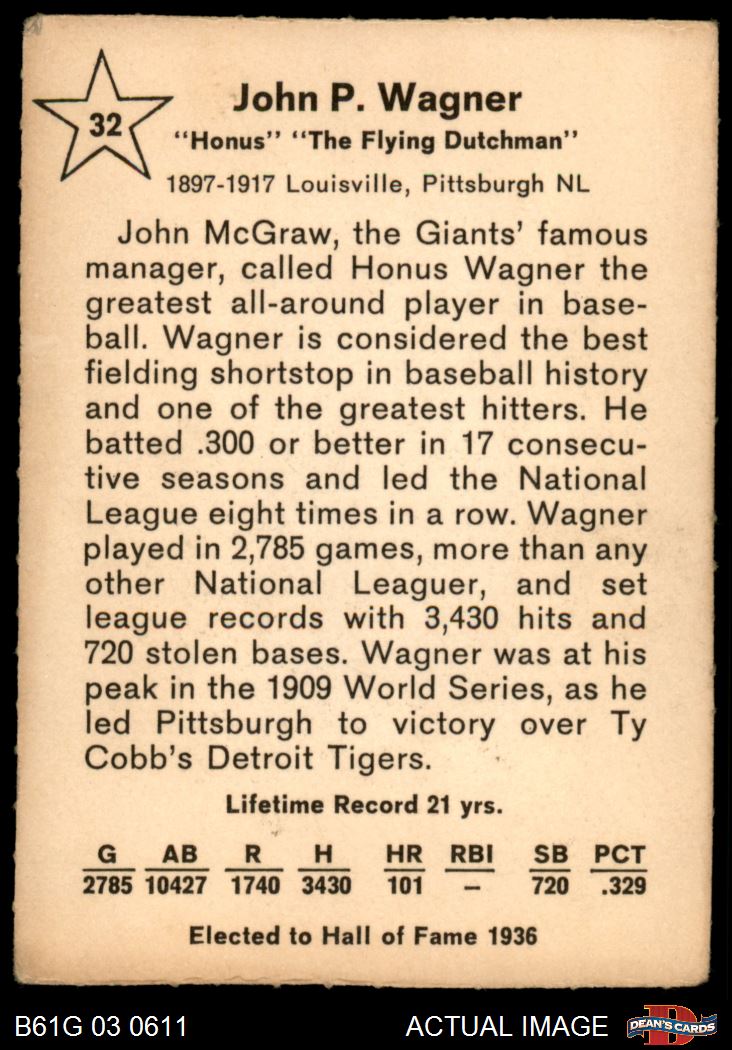 32
John P. Wagner
"Honus" "The Flying Dutchman"
1897-1917 Louisville, Pittsburgh NL
John McGraw, the Giants' famous
manager, called Honus Wagner the
greatest all-around player in base-
ball. Wagner is considered the best
fielding shortstop in baseball history
and one of the greatest hitters. He
batted .300 or better in 17 consecu-
tive seasons and led the National
League eight times in a row. Wagner
played in 2,785 games, more than any
other National Leaguer, and set
league records with 3,430 hits and
720 stolen bases. Wagner was at his
peak in the 1909 World Series, as he
led Pittsburgh to victory over Ty
Cobb's Detroit Tigers.
Lifetime Record 21 yrs.
G AB R H HR RBI SB PCT
2785 10427 1740 3430 101 — 720 .329
Elected to Hall of Fame 1936
B61G 03 0611 ACTUAL IMAGE DEAN'S CARDS